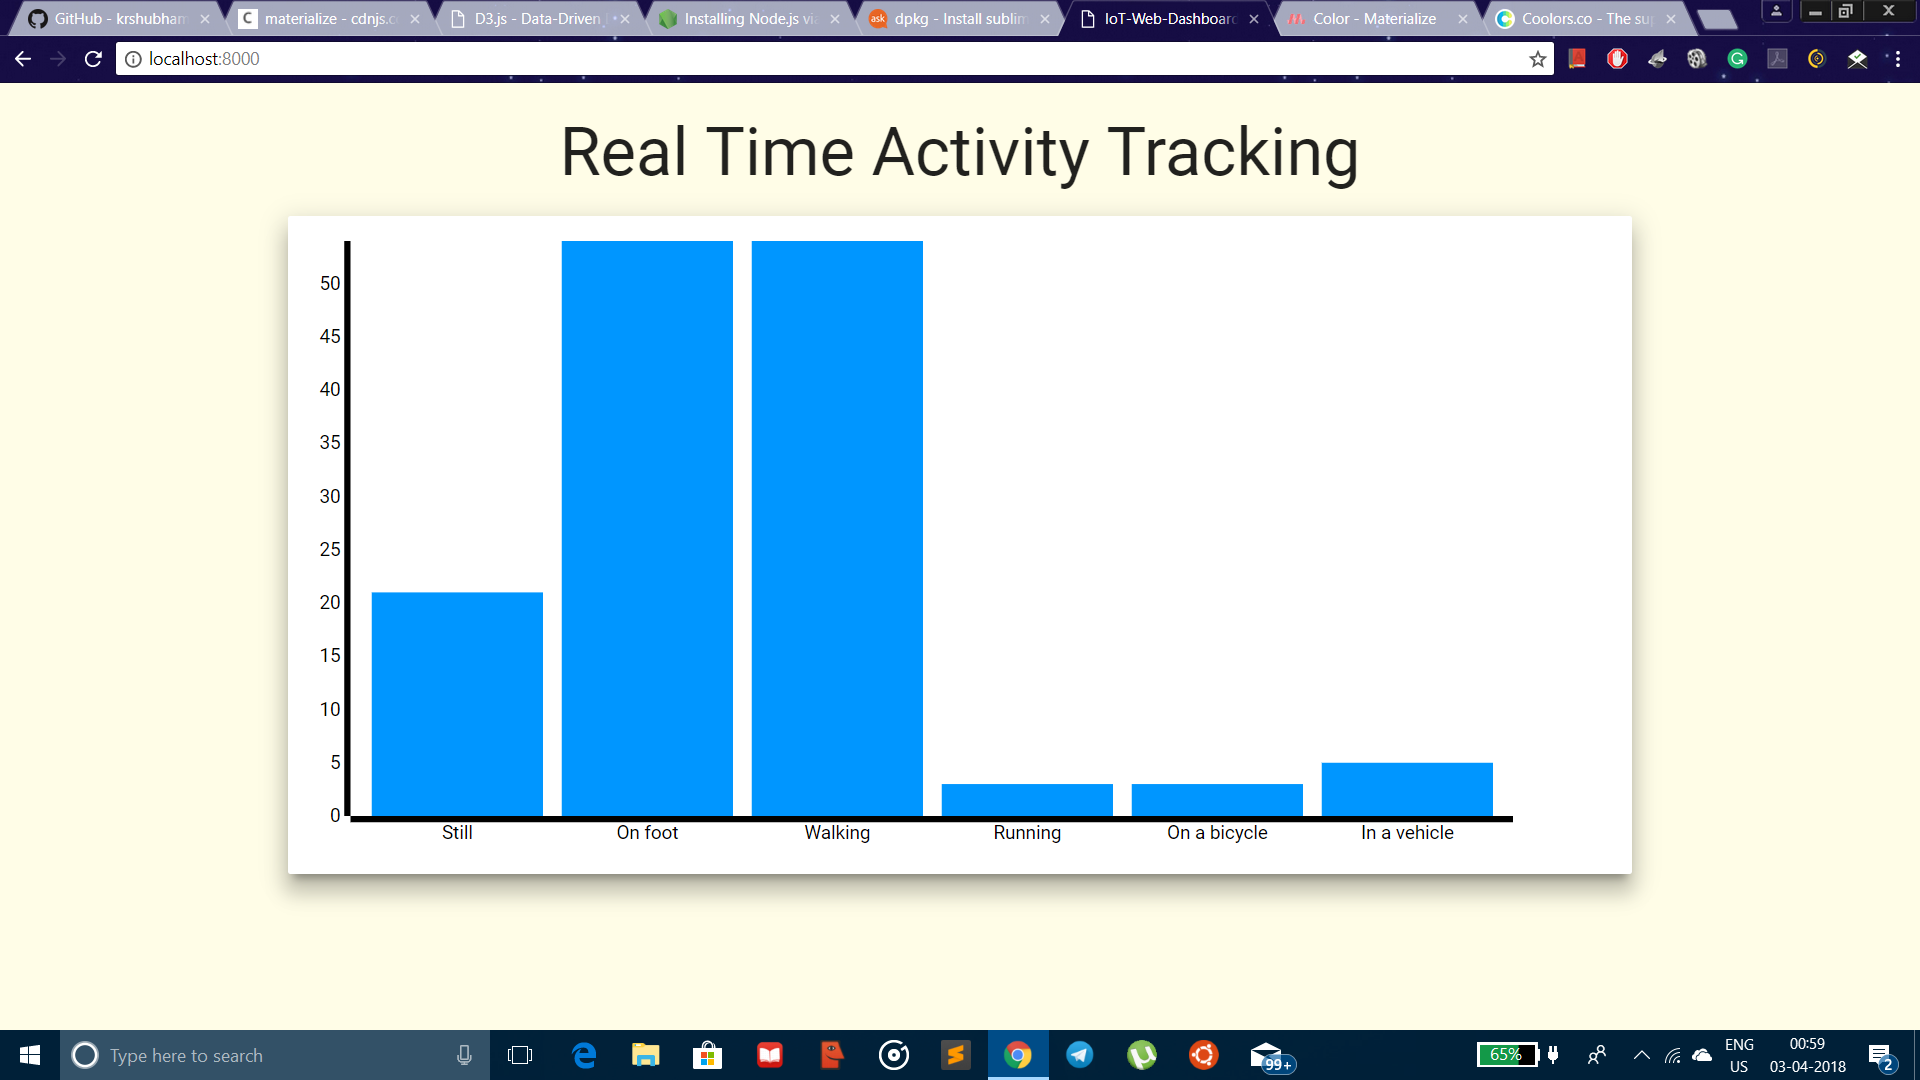 GitHub - krshubham
materialize - cdnjs.c
D3.js - Data-Driven
Installing Node.js via
dpkg - Install sublim
IoT-Web-Dashboard
Color - Materialize
Coolors.co - The su
localhost:8000
Real Time Activity Tracking
50
45
40
35
30
25
20
15
10
5
0
Still On foot Walking Running On a bicycle In a vehicle
Type here to search
99+
65%
ENG
US
00:59
03-04-2018
2